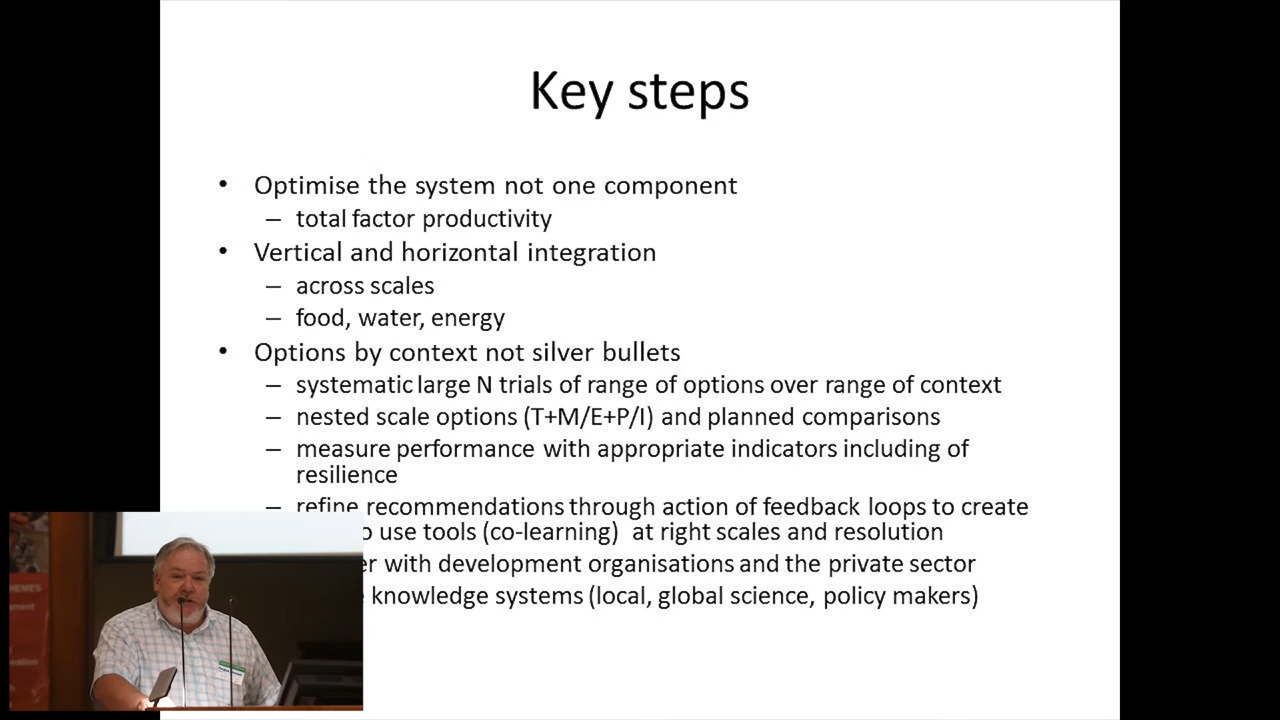 Key steps
• Optimise the system not one component
– total factor productivity
• Vertical and horizontal integration
– across scales
– food, water, energy
• Options by context not silver bullets
– systematic large N trials of range of options over range of context
– nested scale options (T+M/E+P/I) and planned comparisons
– measure performance with appropriate indicators including of
resilience
– refine recommendations through action of feedback loops to create
use tools (co-learning) at right scales and resolution
with development organisations and the private sector
knowledge systems (local, global science, policy makers)